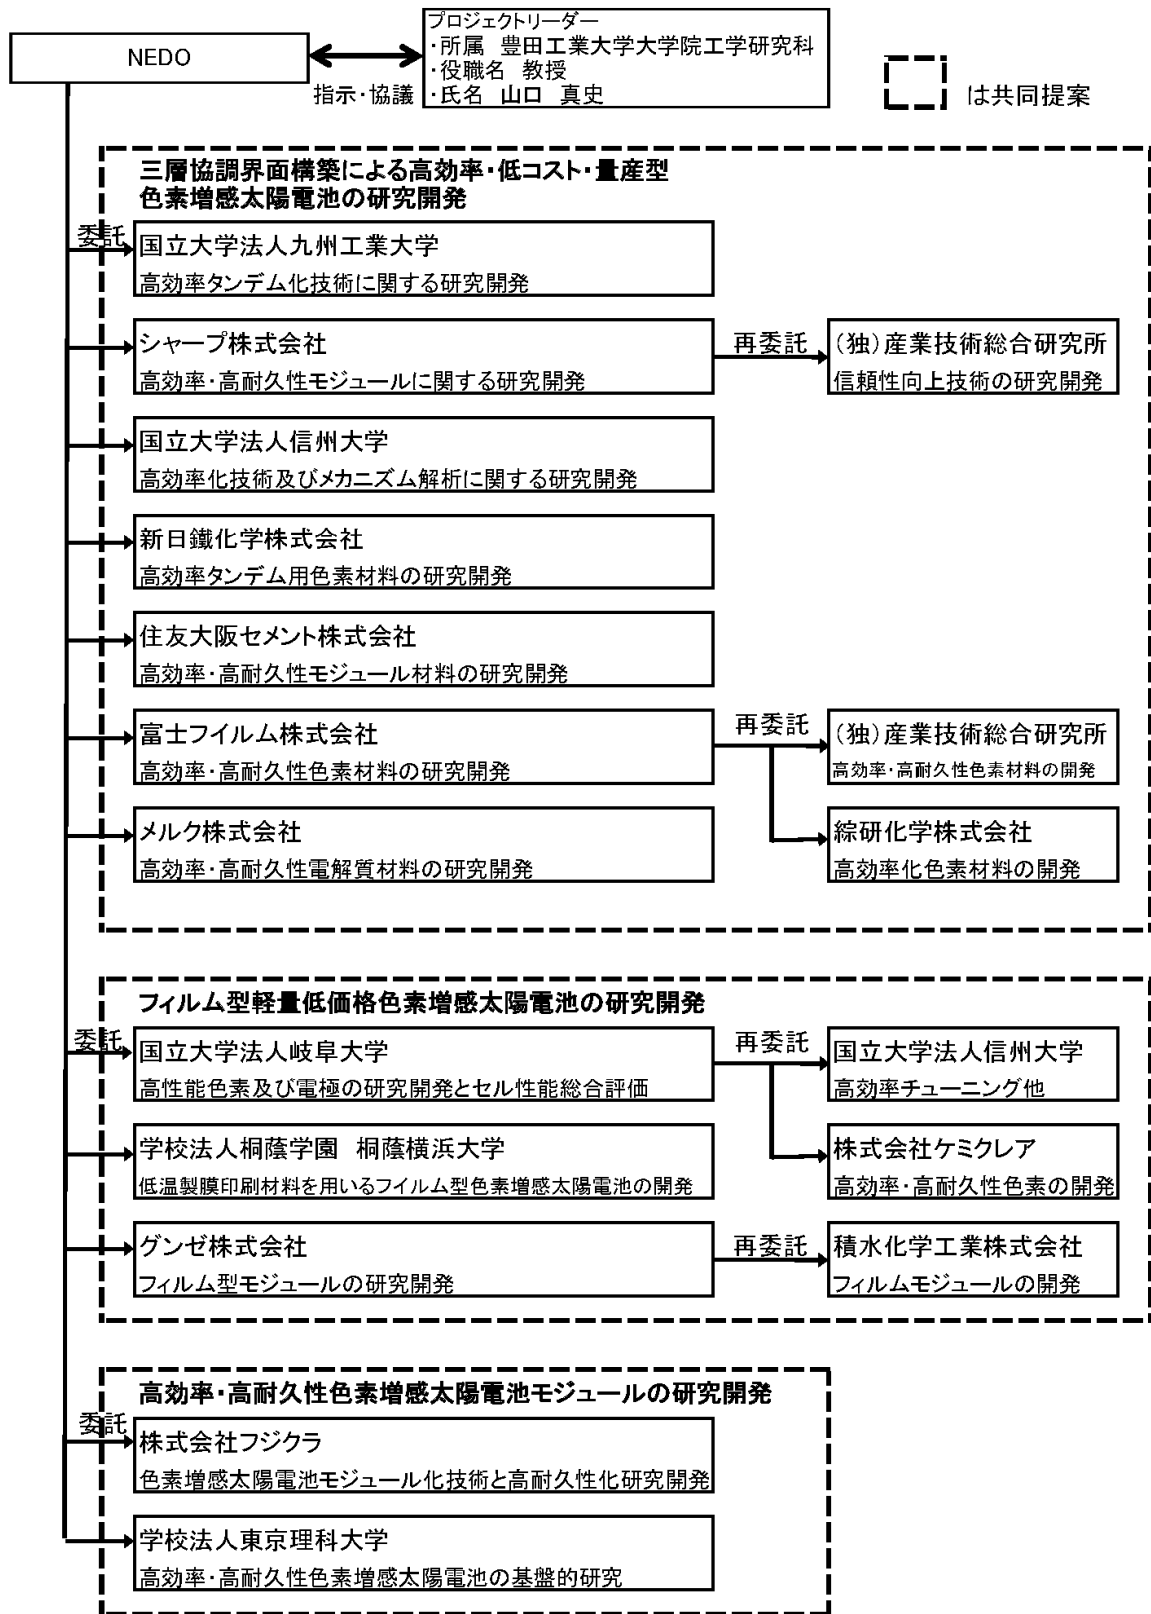 NEDO
プロジェクトリーダー
・所属　豊田工業大学大学院工学研究科
・役職名　教授
・氏名　山口　真史
指示・協議
は共同提案
三層協調界面構築による高効率・低コスト・量産型
色素増感太陽電池の研究開発
委託
国立大学法人九州工業大学
高効率タンデム化技術に関する研究開発
シャープ株式会社
高効率・高耐久性モジュールに関する研究開発
再委託
（独）産業技術総合研究所
信頼性向上技術の研究開発
国立大学法人信州大学
高効率化技術及びメカニズム解析に関する研究開発
新日鐵化学株式会社
高効率タンデム用色素材料の研究開発
住友大阪セメント株式会社
高効率・高耐久性モジュール材料の研究開発
富士フイルム株式会社
高効率・高耐久性色素材料の研究開発
再委託
（独）産業技術総合研究所
高効率・高耐久性色素材料の開発
メルク株式会社
高効率・高耐久性電解質材料の研究開発
綜研化学株式会社
高効率化色素材料の開発
フィルム型軽量低価格色素増感太陽電池の研究開発
委託
国立大学法人岐阜大学
高性能色素及び電極の研究開発とセル性能総合評価
再委託
国立大学法人信州大学
高効率チューニング他
学校法人桐蔭学園　桐蔭横浜大学
低温製膜印刷材料を用いるフイルム型色素増感太陽電池の開発
株式会社ケミクレア
高効率・高耐久性色素の開発
グンゼ株式会社
フィルム型モジュールの研究開発
再委託
積水化学工業株式会社
フィルムモジュールの開発
高効率・高耐久性色素増感太陽電池モジュールの研究開発
委託
株式会社フジクラ
色素増感太陽電池モジュール化技術と高耐久性化研究開発
学校法人東京理科大学
高効率・高耐久性色素増感太陽電池の基盤的研究